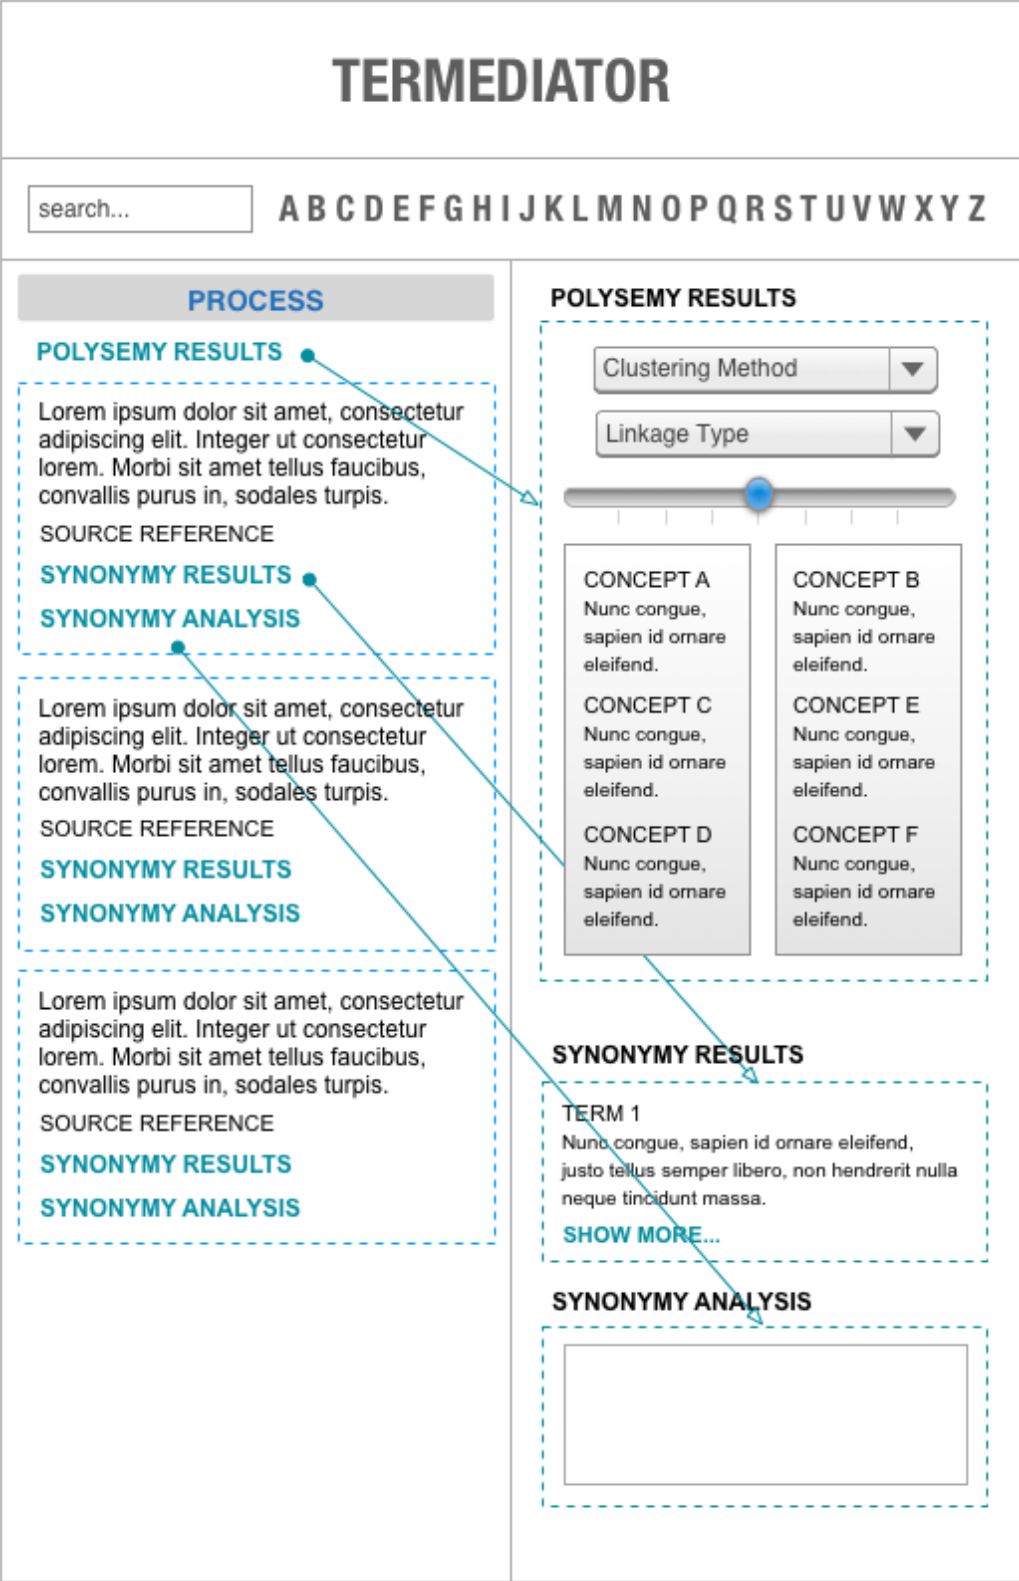 TERMEDIATOR
search...
A B C D E F G H I J K L M N O P Q R S T U V W X Y Z
PROCESS
POLYSEMY RESULTS
Lorem ipsum dolor sit amet, consectetur
adipiscing elit. Integer ut consectetur
lorem. Morbi sit amet tellus faucibus,
convallis purus in, sodales turpis.
SOURCE REFERENCE
SYNONYMY RESULTS
SYNONYMY ANALYSIS
Lorem ipsum dolor sit amet, consectetur
adipiscing elit. Integer ut consectetur
lorem. Morbi sit amet tellus faucibus,
convallis purus in, sodales turpis.
SOURCE REFERENCE
SYNONYMY RESULTS
SYNONYMY ANALYSIS
Lorem ipsum dolor sit amet, consectetur
adipiscing elit. Integer ut consectetur
lorem. Morbi sit amet tellus faucibus,
convallis purus in, sodales turpis.
SOURCE REFERENCE
SYNONYMY RESULTS
SYNONYMY ANALYSIS
POLYSEMY RESULTS
Clustering Method
Linkage Type
CONCEPT A
Nunc congue,
sapien id ornare
eleifend.
CONCEPT C
Nunc congue,
sapien id ornare
eleifend.
CONCEPT D
Nunc congue,
sapien id ornare
eleifend.
CONCEPT B
Nunc congue,
sapien id ornare
eleifend.
CONCEPT E
Nunc congue,
sapien id ornare
eleifend.
CONCEPT F
Nunc congue,
sapien id ornare
eleifend.
SYNONYMY RESULTS
TERM 1
Nunc congue, sapien id ornare eleifend,
justo tellus semper libero, non hendrerit nulla
neque tincidunt massa.
SHOW MORE...
SYNONYMY ANALYSIS